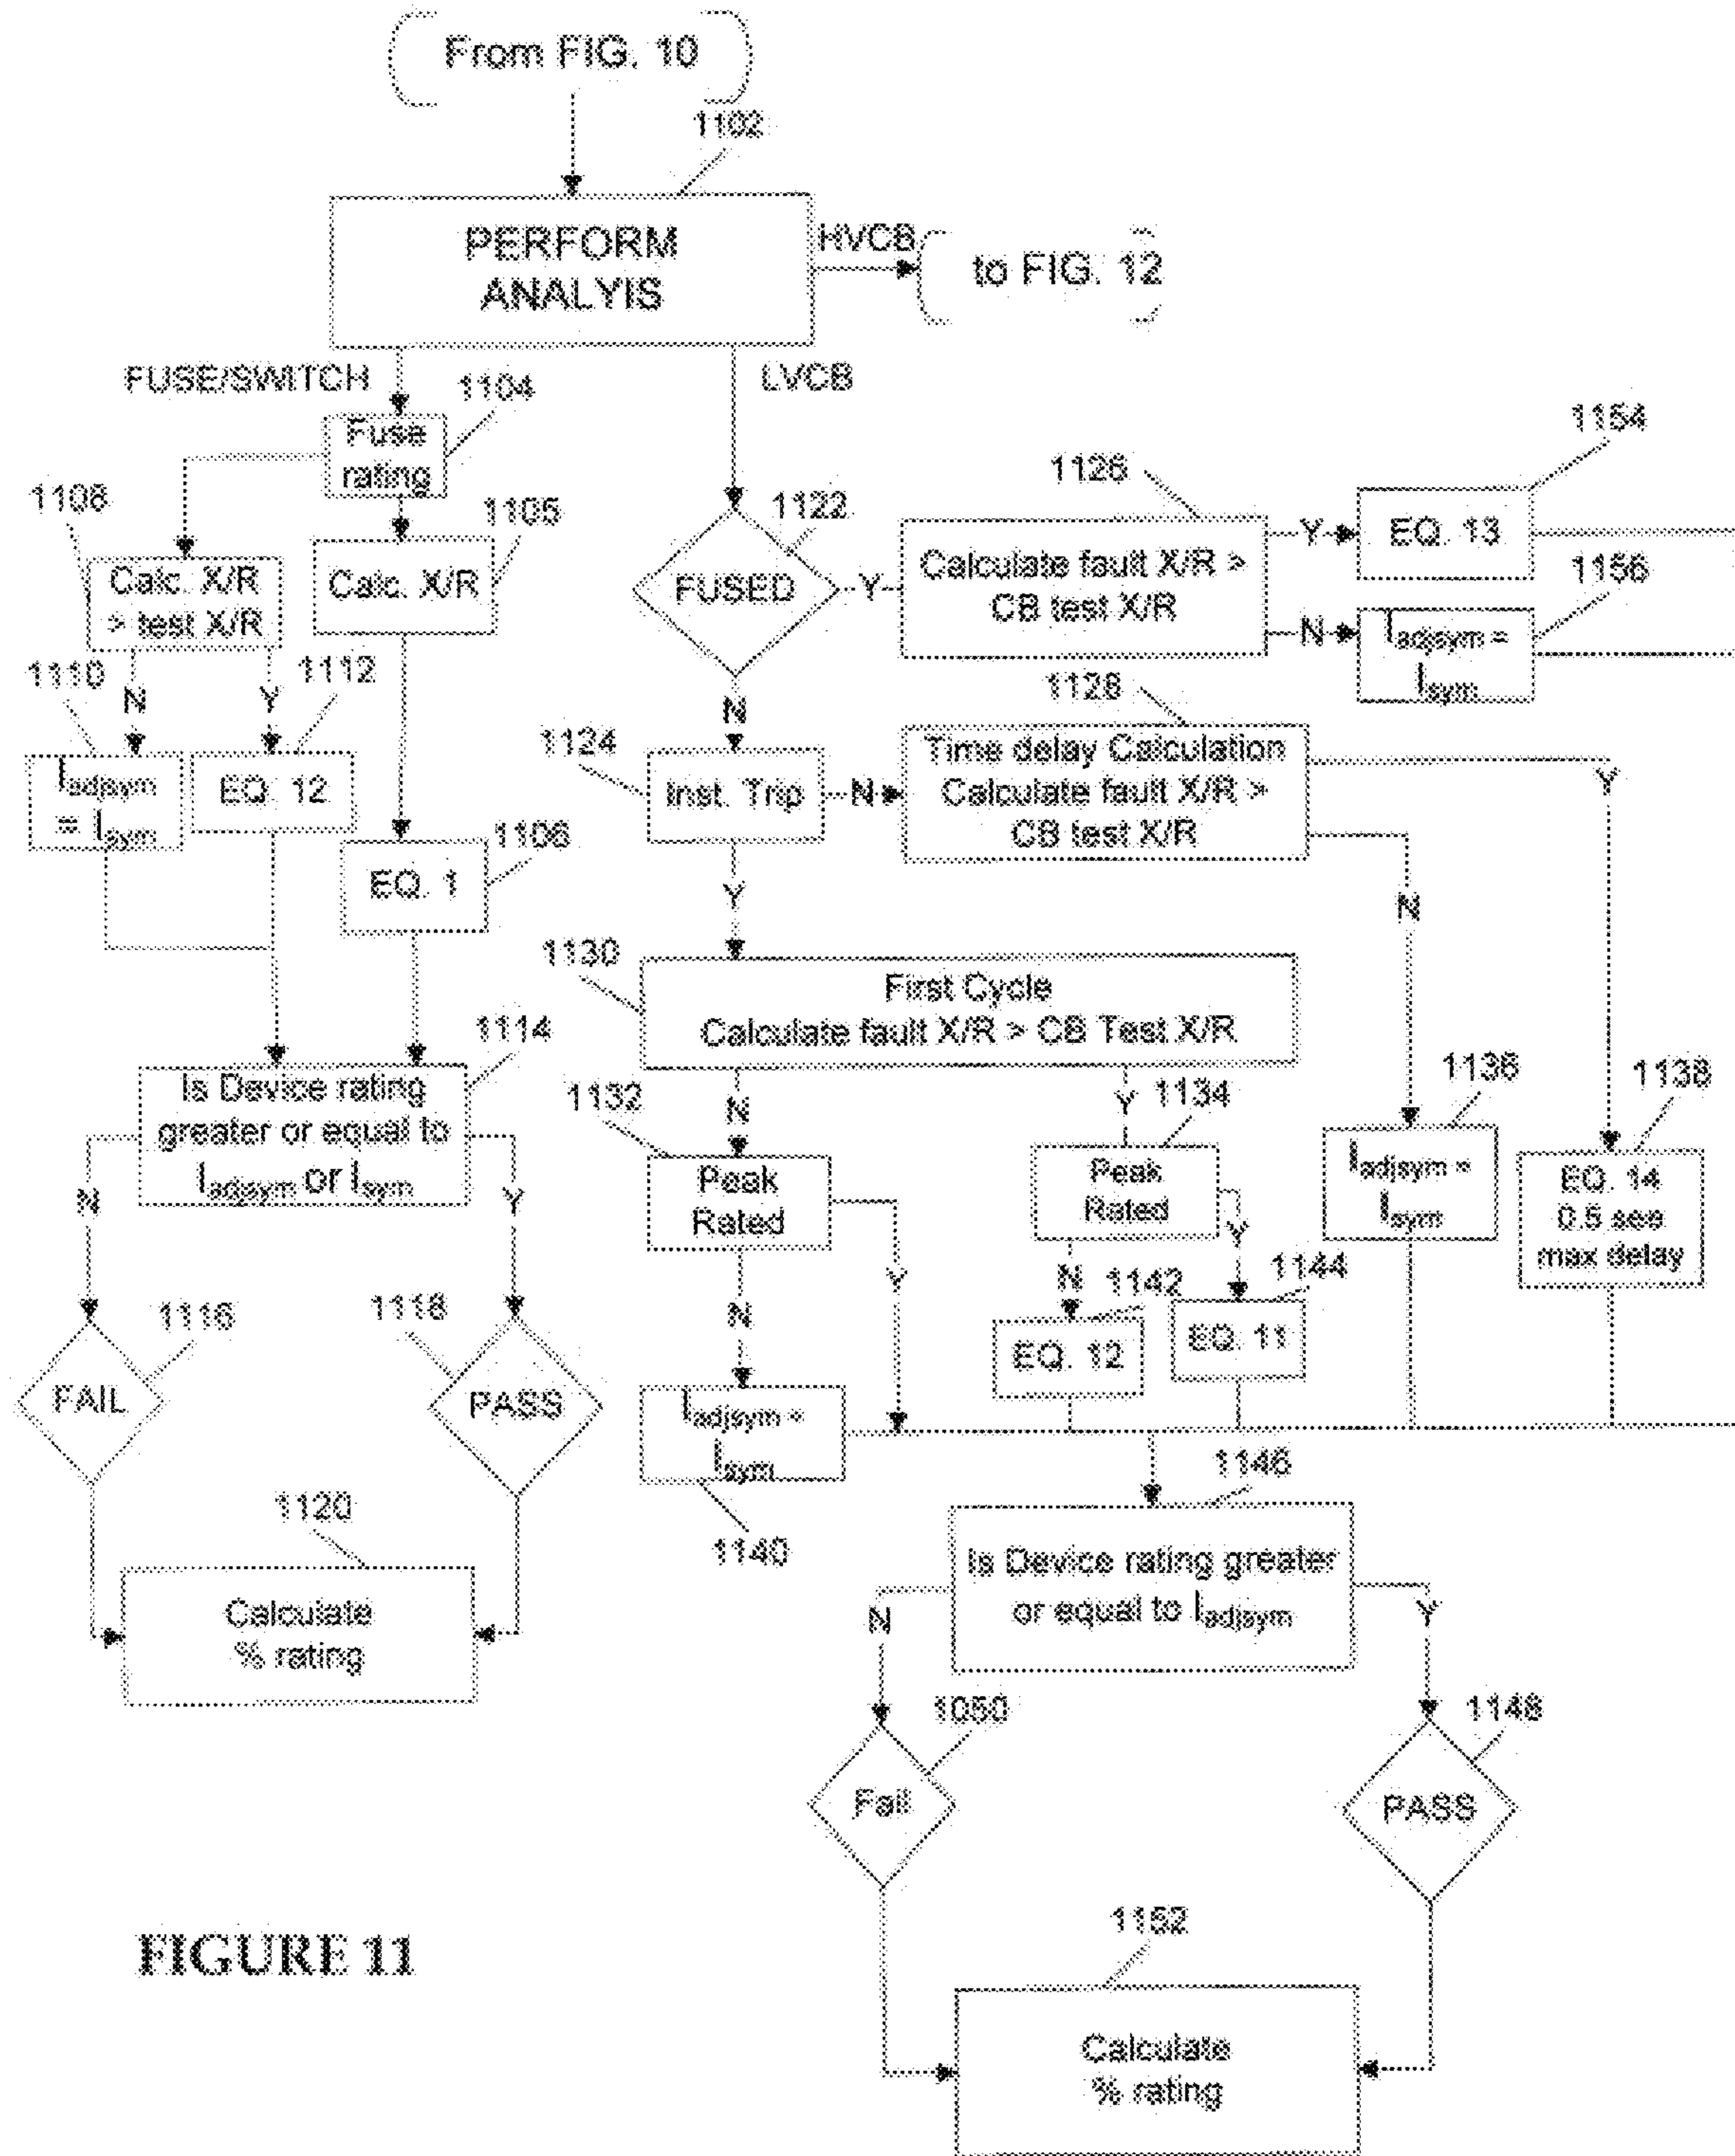 From FIG. 10
1102
PERFORM
ANALYIS
HVCB
to FIG. 12
FUSE/SWITCH
LVCB
1104
Fuse
rating
1108
1105
Calc. X/R
> test X/R
Calc. X/R
1110
N
Y
1112
Iadjsym
= Isym
EQ. 12
1106
EQ. 1
1114
Is Device rating
greater or equal to
Iadjsym or Isym
N
Y
1116
1118
FAIL
PASS
1120
Calculate
% rating
1122
FUSED
Y
1126
Calculate fault X/R >
CB test X/R
Y
1154
EQ. 13
1156
N
Iadjsym =
Isym
N
1124
Inst. Trip
N
1128
Time delay Calculation
Calculate fault X/R >
CB test X/R
Y
N
Y
1130
First Cycle
Calculate fault X/R > CB Test X/R
1132
N
Y
1134
Peak
Rated
Peak
Rated
1136
Iadjsym =
Isym
1138
EQ. 14
0.5 see
max delay
N
Y
N
Y
1142
1144
EQ. 12
EQ. 11
Iadjsym =
Isym
1140
1146
Is Device rating greater
or equal to Iadjsym
N
Y
1050
1148
Fail
PASS
1152
Calculate
% rating
FIGURE 11